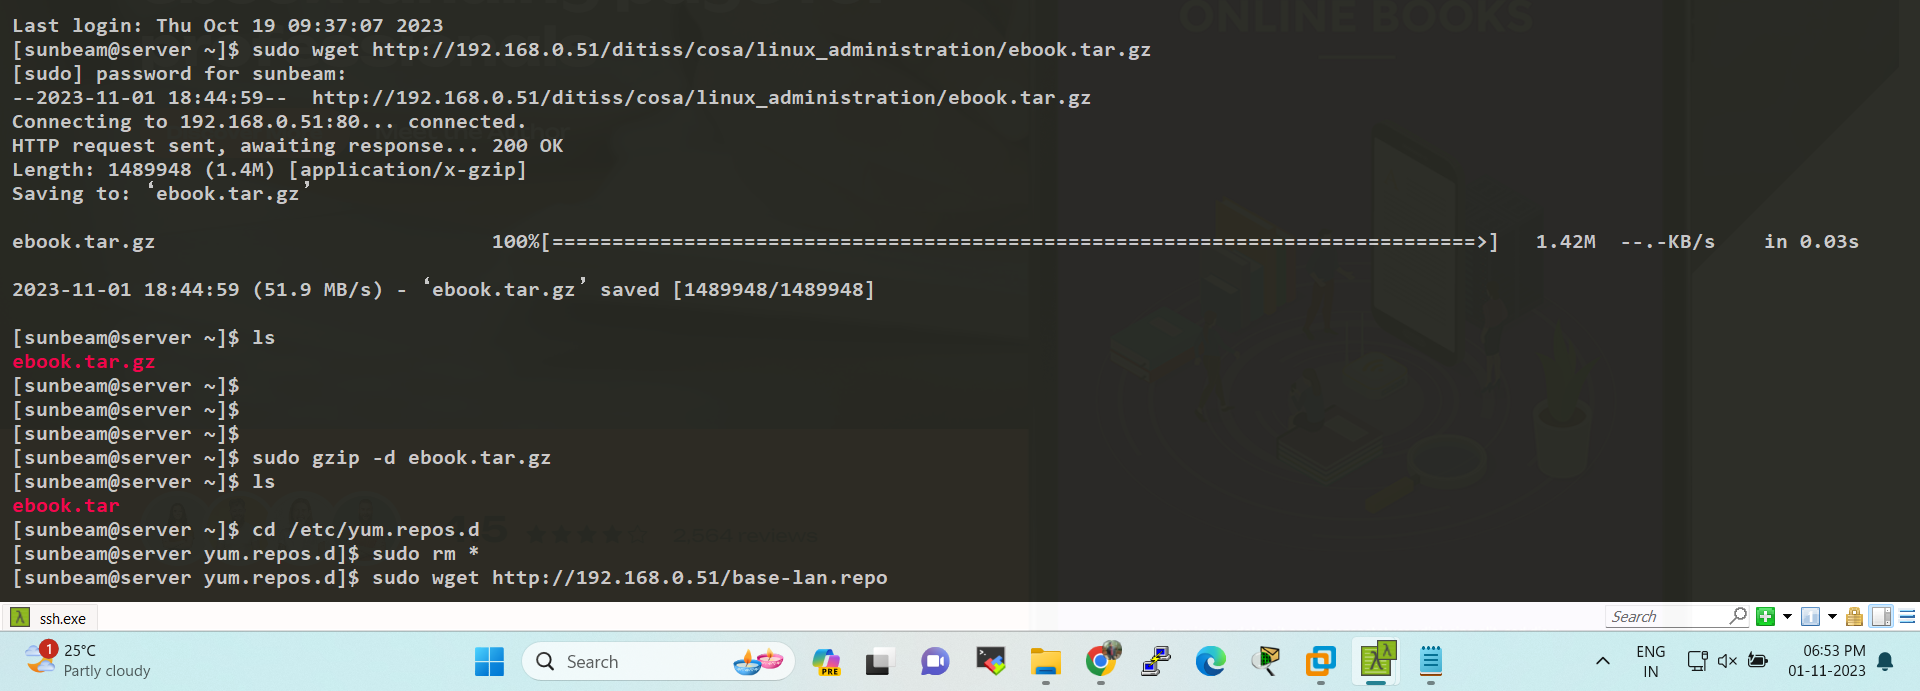 ONLINE BOOKS
Last login: Thu Oct 19 09:37:07 2023
[sunbeam@server ~]$ sudo wget http://192.168.0.51/ditiss/cosa/linux_administration/ebook.tar.gz
[sudo] password for sunbeam:
--2023-11-01 18:44:59--  http://192.168.0.51/ditiss/cosa/linux_administration/ebook.tar.gz
Connecting to 192.168.0.51:80... connected.
HTTP request sent, awaiting response... 200 OK
Length: 1489948 (1.4M) [application/x-gzip]
Saving to: ‘ebook.tar.gz’
ebook.tar.gz 100%[=============================================================================>] 1.42M --.-KB/s in 0.03s
2023-11-01 18:44:59 (51.9 MB/s) - ‘ebook.tar.gz’ saved [1489948/1489948]
[sunbeam@server ~]$ ls
ebook.tar.gz
[sunbeam@server ~]$
[sunbeam@server ~]$
[sunbeam@server ~]$
[sunbeam@server ~]$ sudo gzip -d ebook.tar.gz
[sunbeam@server ~]$ ls
ebook.tar
[sunbeam@server ~]$ cd /etc/yum.repos.d
[sunbeam@server yum.repos.d]$ sudo rm *
[sunbeam@server yum.repos.d]$ sudo wget http://192.168.0.51/base-lan.repo
ssh.exe
Search
1
25°C
Partly cloudy
Search
PRE
ENG
IN
06:53 PM
01-11-2023